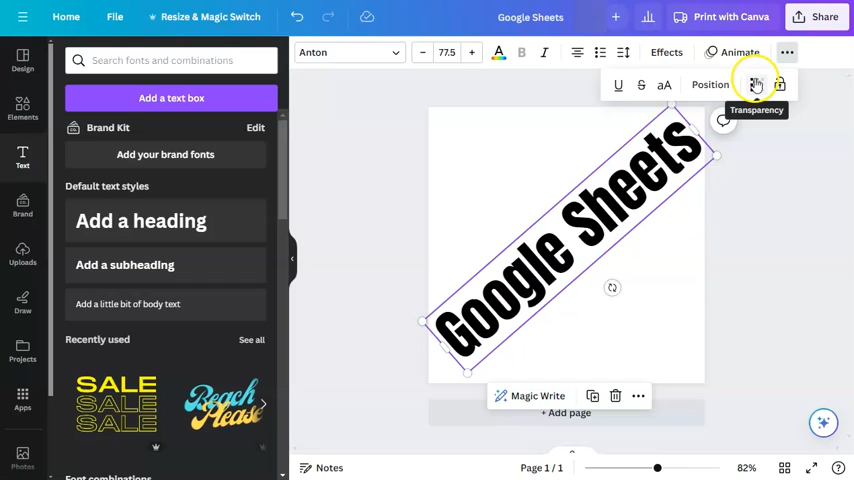 Home
File
Resize & Magic Switch
Google Sheets
Print with Canva
Share
Design
Elements
Text
Brand
Uploads
Draw
Projects
Apps
Photos
Search fonts and combinations
Add a text box
Brand Kit
Edit
Add your brand fonts
Default text styles
Add a heading
Add a subheading
Add a little bit of body text
Recently used
See all
SALE
SALE
SALE
Beach
Please
Font combinations
Anton
77.5
A
B
I
Effects
Animate
U
S
aA
Position
Transparency
Google Sheets
Magic Write
+ Add page
Notes
Page 1 / 1
82%